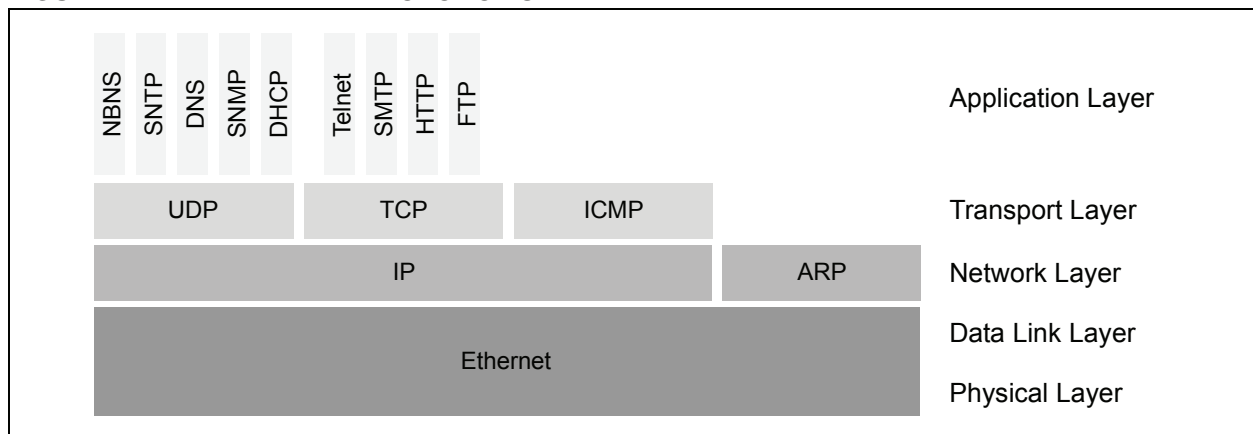 NBNS
SNTP
DNS
SNMP
DHCP
Telnet
SMTP
HTTP
FTP
Application Layer
UDP
TCP
ICMP
Transport Layer
IP
ARP
Network Layer
Ethernet
Data Link Layer
Physical Layer